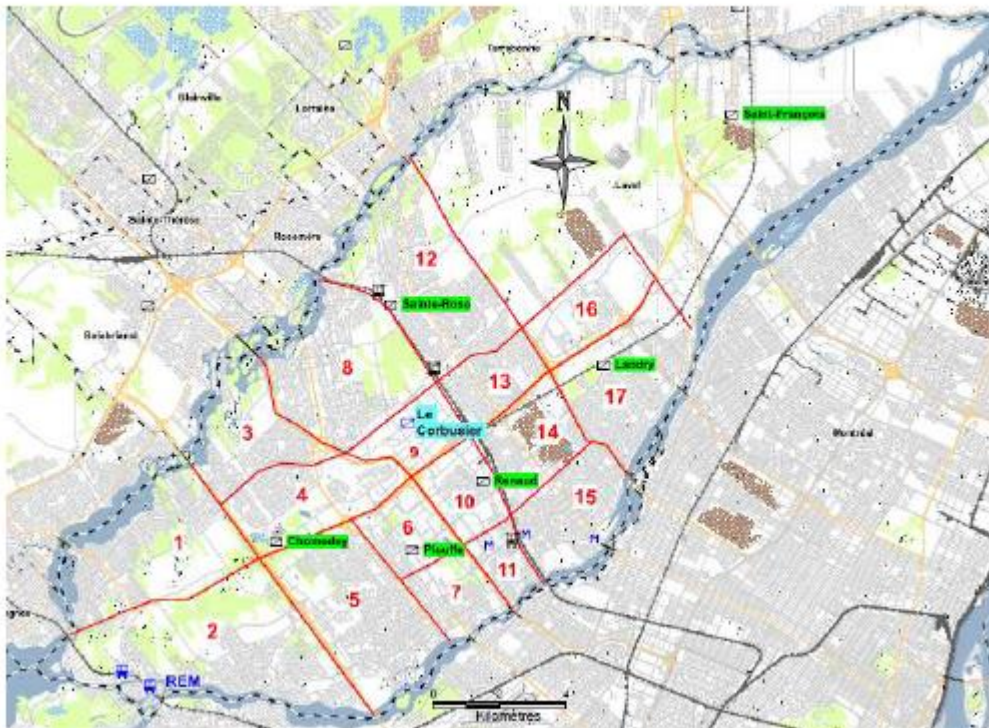 Terrebonne
Blainville
Lorraine
N
Saint-François
Laval
Sainte-Thérèse
Rosemère
12
Sainte-Rose
16
Boisbriand
8
13
Landry
17
Le
Corbusier
3
14
Montréal
9
4
Renaud
10
15
1
Chomedey
6
Plouffe
M
M
M
11
5
7
2
REM
0
4
Kilomètres